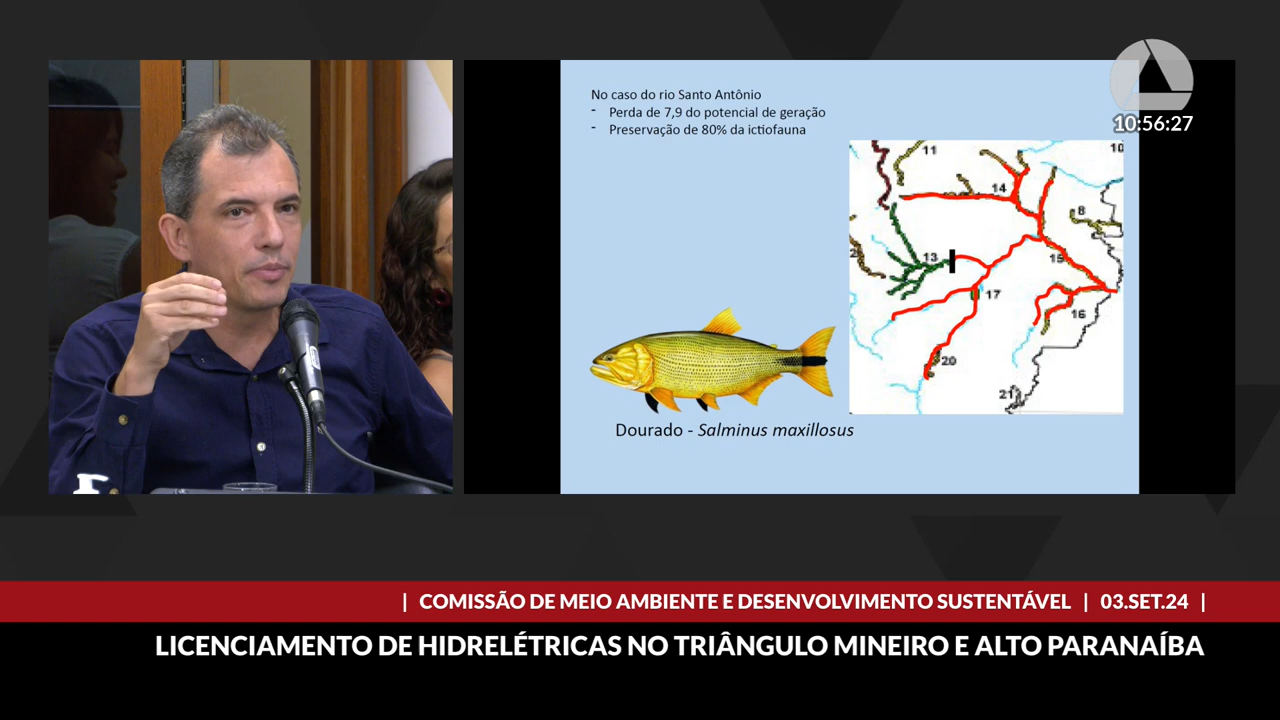 10:56:27
No caso do rio Santo Antônio
- Perda de 7,9 do potencial de geração
- Preservação de 80% da ictiofauna
11
10
14
8
13
15
17
16
20
21
Dourado - Salminus maxillosus
| COMISSÃO DE MEIO AMBIENTE E DESENVOLVIMENTO SUSTENTÁVEL | 03.SET.24 |
LICENCIAMENTO DE HIDRELÉTRICAS NO TRIÂNGULO MINEIRO E ALTO PARANAÍBA